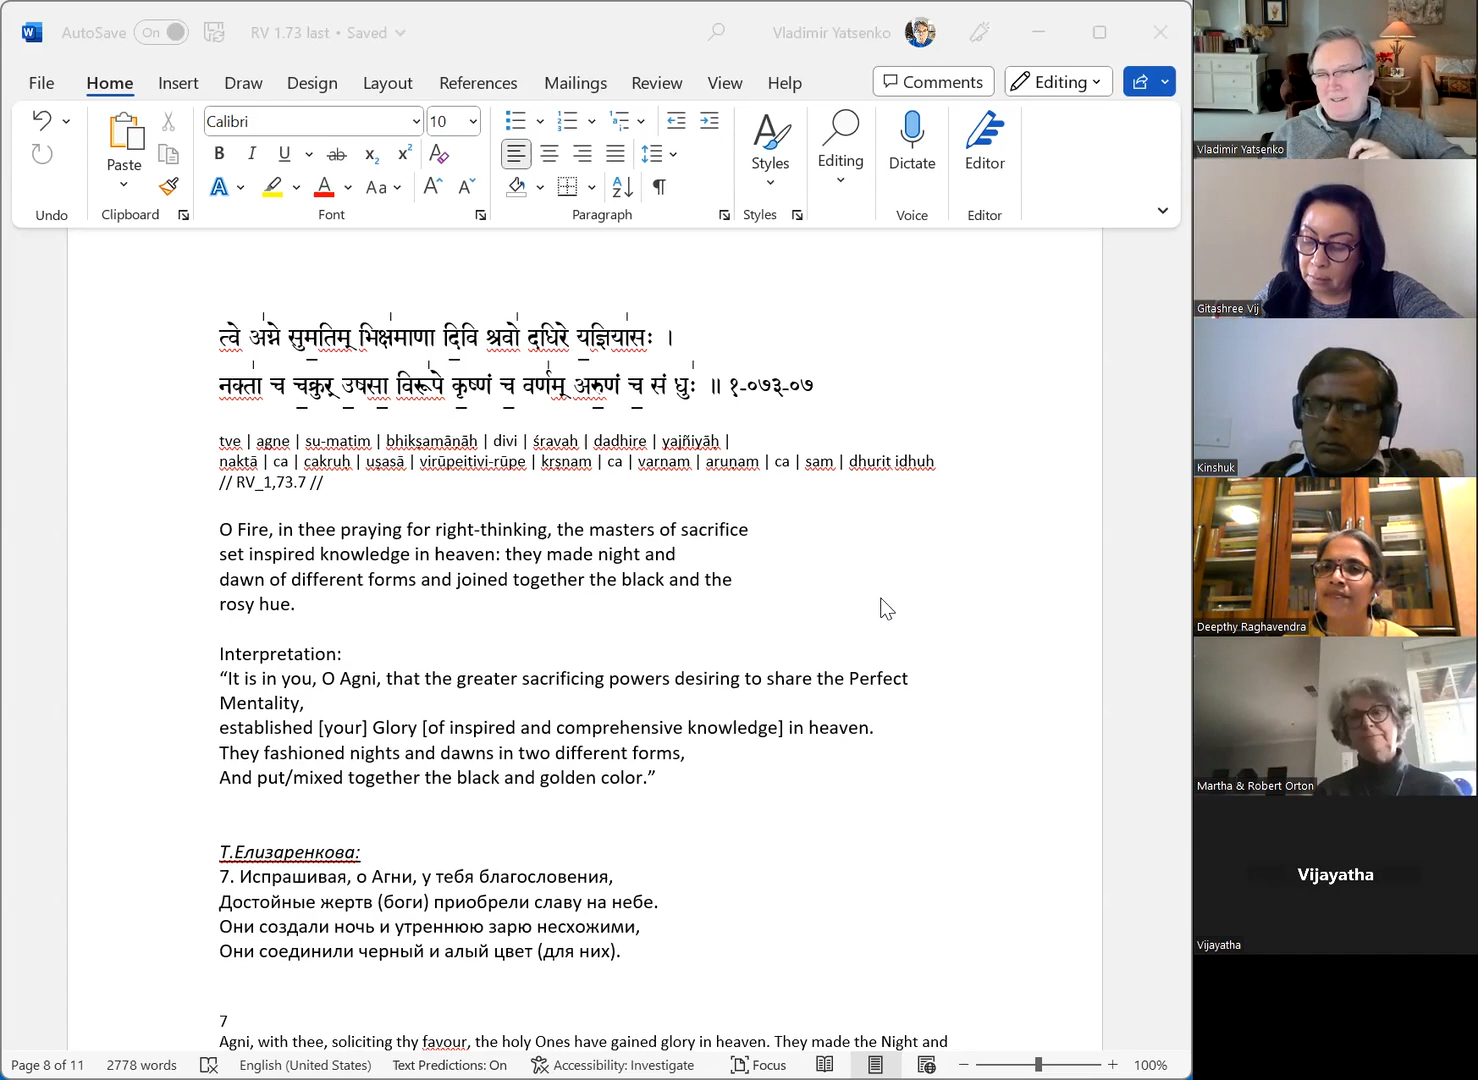 AutoSave On RV 1.73 last • Saved Vladimir Yatsenko
File Home Insert Draw Design Layout References Mailings Review View Help Comments Editing
Calibri 10
Paste Styles Editing Dictate Editor
Undo Clipboard Font Paragraph Styles Voice Editor
त्वे अ॑ग्ने सुम॒तिम् भिक्ष॑माणा दि॒वि श्रवो॑ दधिरे य॒ज्ञिया॑सः ।
नक्ता॑ च च॒क्रुर् उ॒षसा॒ विरू॑पे कृ॒ष्णं च॒ वर्ण॑म् अरु॒णं च॒ सं धुः॑ ॥ १-०७३-०७
tve | agne | su-matim | bhikṣamāṇāḥ | divi | śravaḥ | dadhire | yajñiyāḥ |
naktā | ca | cakruḥ | uṣasā | virūpeitivi-rūpe | kṛṣṇam | ca | varṇam | aruṇam | ca | sam | dhurit idhuḥ
// RV_1,73.7 //
O Fire, in thee praying for right-thinking, the masters of sacrifice
set inspired knowledge in heaven: they made night and
dawn of different forms and joined together the black and the
rosy hue.
Interpretation:
“It is in you, O Agni, that the greater sacrificing powers desiring to share the Perfect
Mentality,
established [your] Glory [of inspired and comprehensive knowledge] in heaven.
They fashioned nights and dawns in two different forms,
And put/mixed together the black and golden color.”
Т.Елизаренкова:
7. Испрашивая, о Агни, у тебя благословения,
Достойные жертв (боги) приобрели славу на небе.
Они создали ночь и утреннюю зарю несхожими,
Они соединили черный и алый цвет (для них).
7
Agni, with thee, soliciting thy favour, the holy Ones have gained glory in heaven. They made the Night and
Page 8 of 11 2778 words English (United States) Text Predictions: On Accessibility: Investigate Focus 100%
Vladimir Yatsenko
Gitashree Vij
Kinshuk
Deepthy Raghavendra
Martha & Robert Orton
Vijayatha
Vijayatha